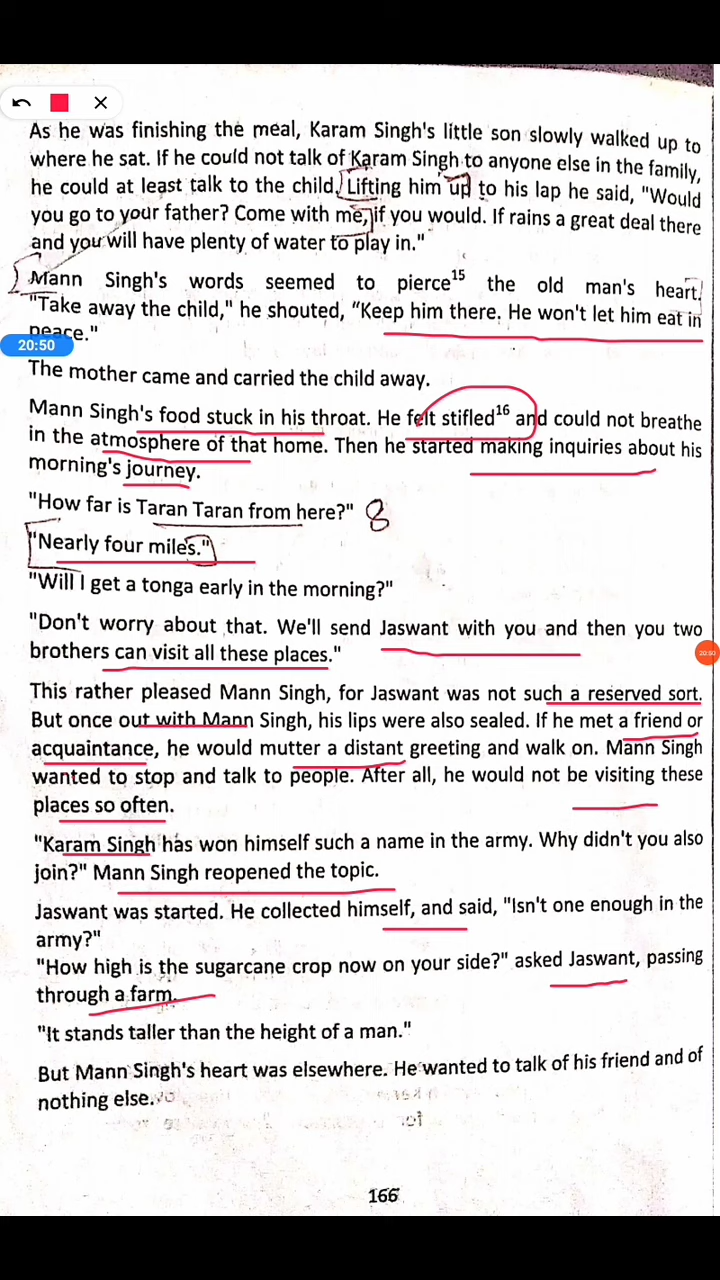 As he was finishing the meal, Karam Singh's little son slowly walked up to
where he sat. If he could not talk of Karam Singh to anyone else in the family,
he could at least talk to the child. Lifting him up to his lap he said, "Would
you go to your father? Come with me, if you would. If rains a great deal there
and you will have plenty of water to play in."
Mann Singh's words seemed to pierce15 the old man's heart.
"Take away the child," he shouted, "Keep him there. He won't let him eat in
peace."
20:50
The mother came and carried the child away.
Mann Singh's food stuck in his throat. He felt stifled16 and could not breathe
in the atmosphere of that home. Then he started making inquiries about his
morning's journey.
"How far is Taran Taran from here?" 8
"Nearly four miles."
"Will I get a tonga early in the morning?"
"Don't worry about that. We'll send Jaswant with you and then you two
brothers can visit all these places."
20:50
This rather pleased Mann Singh, for Jaswant was not such a reserved sort.
But once out with Mann Singh, his lips were also sealed. If he met a friend or
acquaintance, he would mutter a distant greeting and walk on. Mann Singh
wanted to stop and talk to people. After all, he would not be visiting these
places so often.
"Karam Singh has won himself such a name in the army. Why didn't you also
join?" Mann Singh reopened the topic.
Jaswant was started. He collected himself, and said, "Isn't one enough in the
army?"
"How high is the sugarcane crop now on your side?" asked Jaswant, passing
through a farm.
"It stands taller than the height of a man."
But Mann Singh's heart was elsewhere. He wanted to talk of his friend and of
nothing else.
166